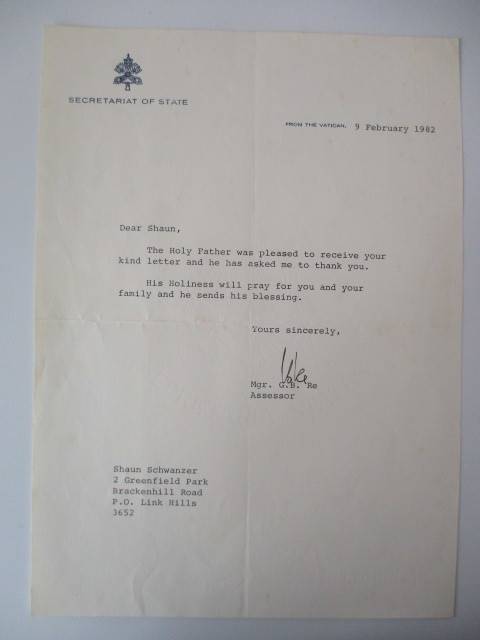 SECRETARIAT OF STATE
FROM THE VATICAN, 9 February 1982
Dear Shaun,
The Holy Father was pleased to receive your
kind letter and he has asked me to thank you.
His Holiness will pray for you and your
family and he sends his blessing.
Yours sincerely,
Mgr. G.B. Re
Assessor
Shaun Schwanzer
2 Greenfield Park
Brackenhill Road
P.O. Link Hills
3652